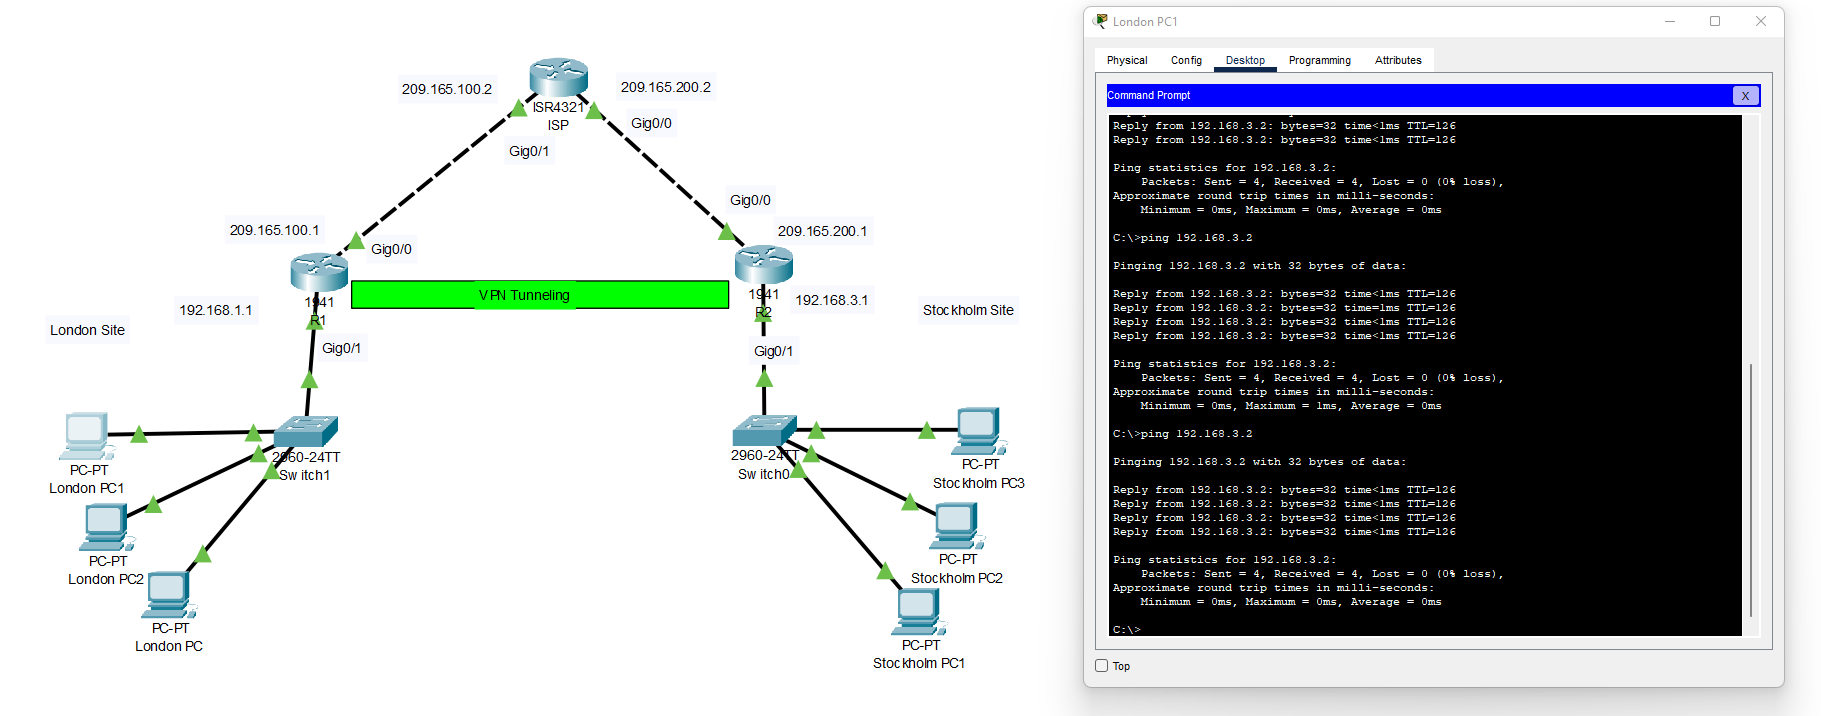 209.165.100.2
209.165.200.2
ISR4321
ISP
Gig0/0
Gig0/1
Gig0/0
209.165.100.1
209.165.200.1
Gig0/0
1941
R1
VPN Tunneling
1941
R2
192.168.1.1
192.168.3.1
London Site
Stockholm Site
Gig0/1
Gig0/1
2960-24TT
Switch1
2960-24TT
Switch0
PC-PT
London PC1
PC-PT
Stockholm PC3
PC-PT
London PC2
PC-PT
Stockholm PC2
PC-PT
London PC
PC-PT
Stockholm PC1
London PC1
Physical Config Desktop Programming Attributes
Command Prompt X
Reply from 192.168.3.2: bytes=32 time<1ms TTL=126
Reply from 192.168.3.2: bytes=32 time<1ms TTL=126
Ping statistics for 192.168.3.2:
Packets: Sent = 4, Received = 4, Lost = 0 (0% loss),
Approximate round trip times in milli-seconds:
Minimum = 0ms, Maximum = 0ms, Average = 0ms
C:\>ping 192.168.3.2
Pinging 192.168.3.2 with 32 bytes of data:
Reply from 192.168.3.2: bytes=32 time<1ms TTL=126
Reply from 192.168.3.2: bytes=32 time=1ms TTL=126
Reply from 192.168.3.2: bytes=32 time<1ms TTL=126
Reply from 192.168.3.2: bytes=32 time<1ms TTL=126
Ping statistics for 192.168.3.2:
Packets: Sent = 4, Received = 4, Lost = 0 (0% loss),
Approximate round trip times in milli-seconds:
Minimum = 0ms, Maximum = 1ms, Average = 0ms
C:\>ping 192.168.3.2
Pinging 192.168.3.2 with 32 bytes of data:
Reply from 192.168.3.2: bytes=32 time<1ms TTL=126
Reply from 192.168.3.2: bytes=32 time<1ms TTL=126
Reply from 192.168.3.2: bytes=32 time<1ms TTL=126
Reply from 192.168.3.2: bytes=32 time<1ms TTL=126
Ping statistics for 192.168.3.2:
Packets: Sent = 4, Received = 4, Lost = 0 (0% loss),
Approximate round trip times in milli-seconds:
Minimum = 0ms, Maximum = 0ms, Average = 0ms
C:\>
Top